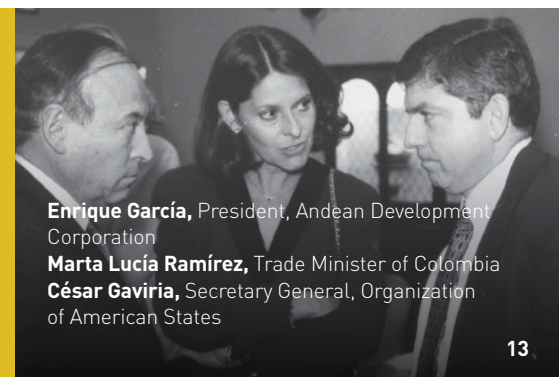 Enrique García, President, Andean Development
Corporation
Marta Lucía Ramírez, Trade Minister of Colombia
César Gaviria, Secretary General, Organization
of American States
13